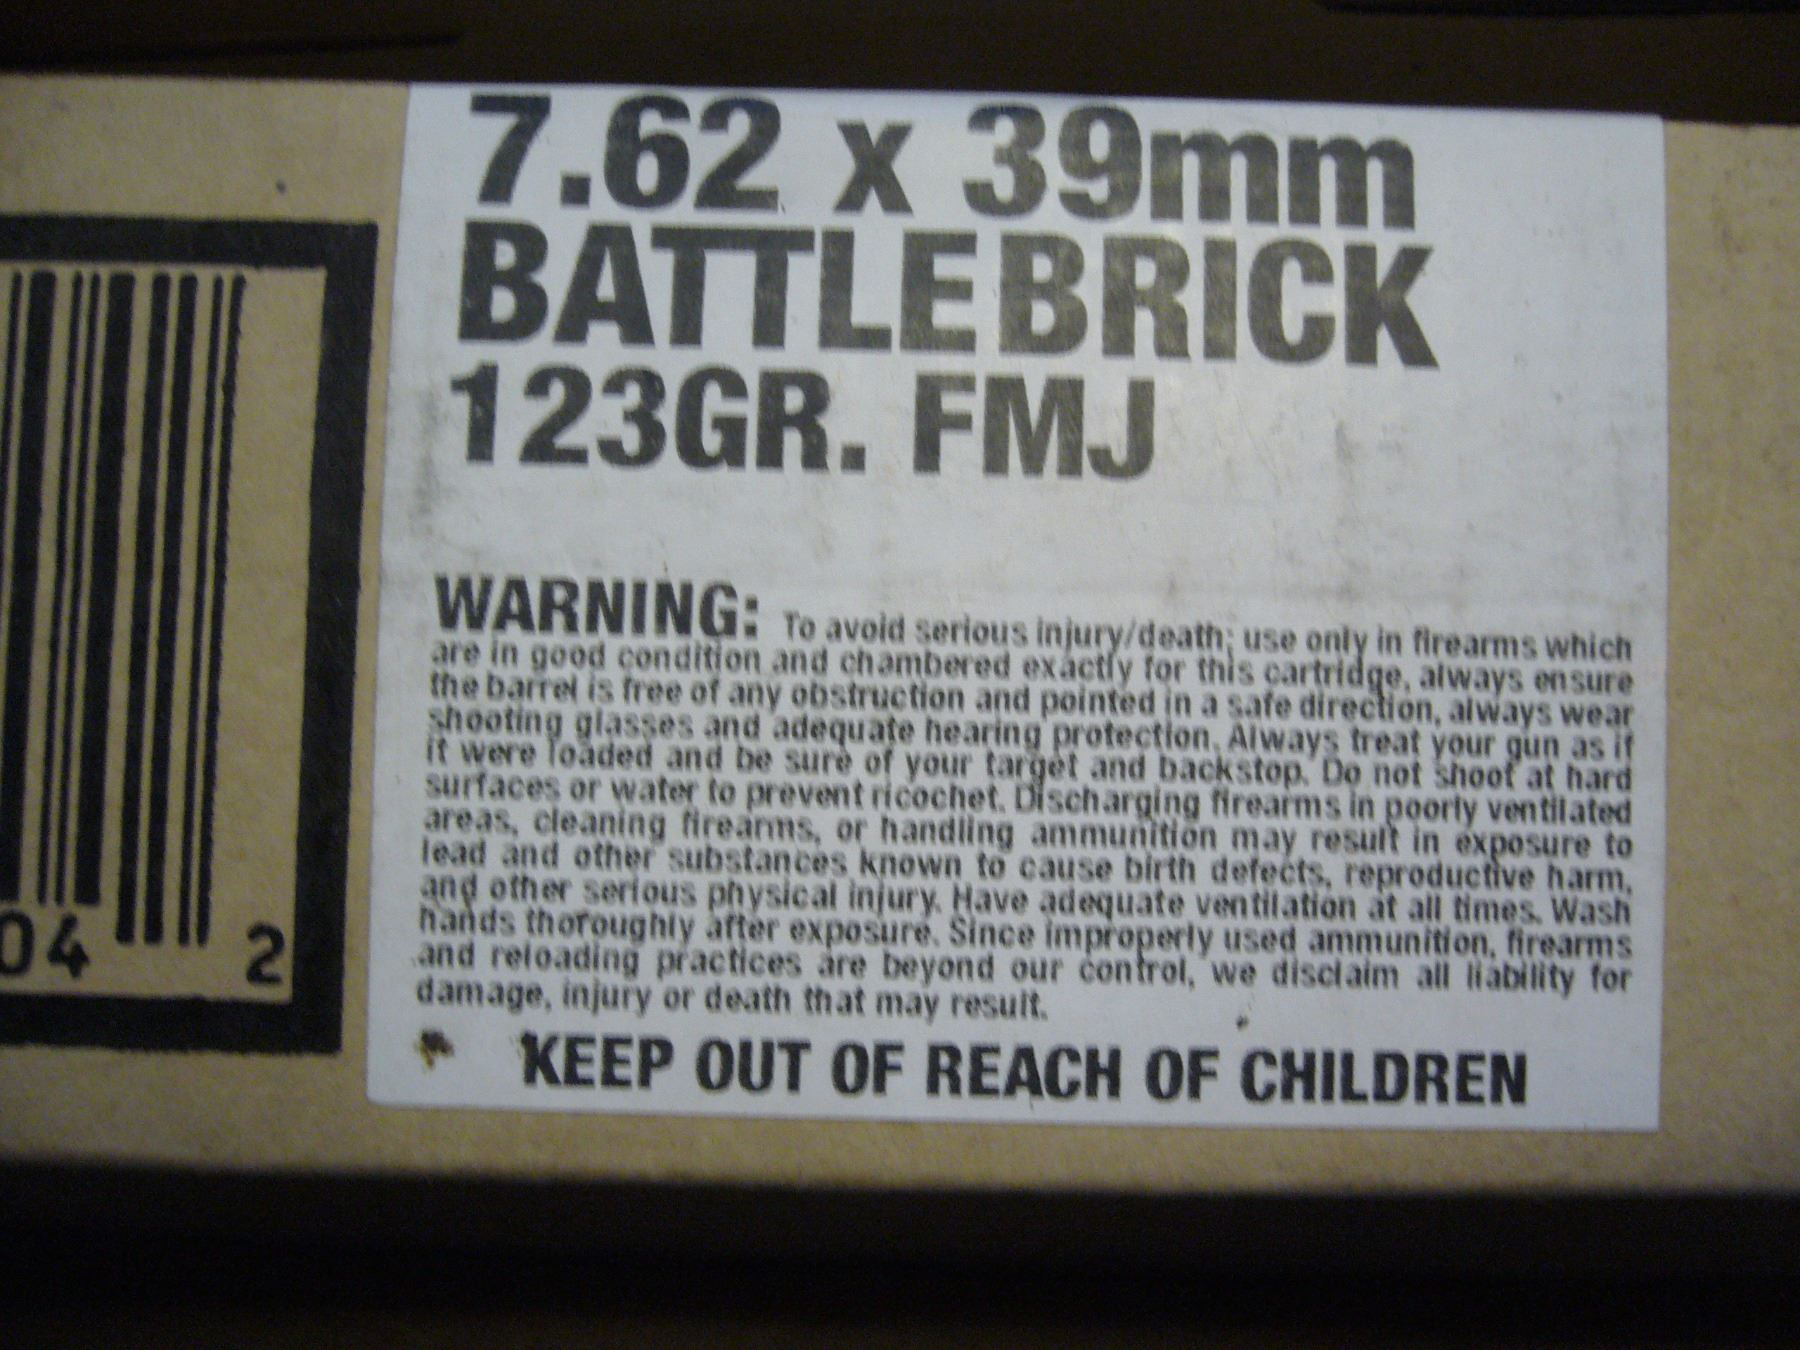 7.62 x 39mm
BATTLE BRICK
123GR. FMJ
WARNING: To avoid serious injury/death; use only in firearms which
are in good condition and chambered exactly for this cartridge, always ensure
the barrel is free of any obstruction and pointed in a safe direction, always wear
shooting glasses and adequate hearing protection. Always treat your gun as if
it were loaded and be sure of your target and backstop. Do not shoot at hard
surfaces or water to prevent ricochet. Discharging firearms in poorly ventilated
areas, cleaning firearms, or handling ammunition may result in exposure to
lead and other substances known to cause birth defects, reproductive harm,
and other serious physical injury. Have adequate ventilation at all times. Wash
hands thoroughly after exposure. Since improperly used ammunition, firearms
and reloading practices are beyond our control, we disclaim all liability for
damage, injury or death that may result.
KEEP OUT OF REACH OF CHILDREN
04 2